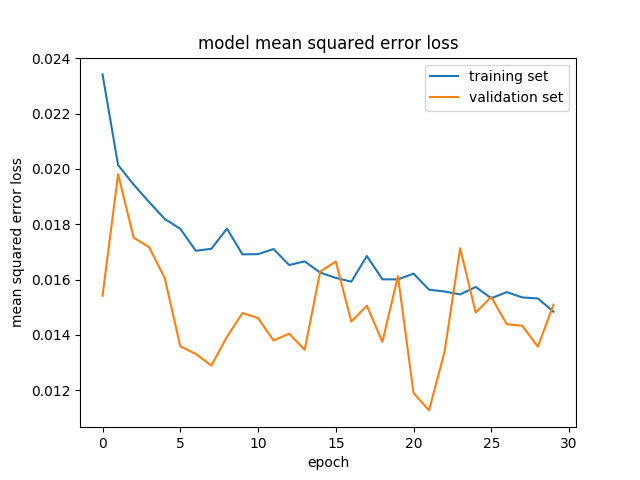 model mean squared error loss
training set
validation set
0.024
0.022
0.020
0.018
0.016
0.014
0.012
mean squared error loss
0 5 10 15 20 25 30
epoch